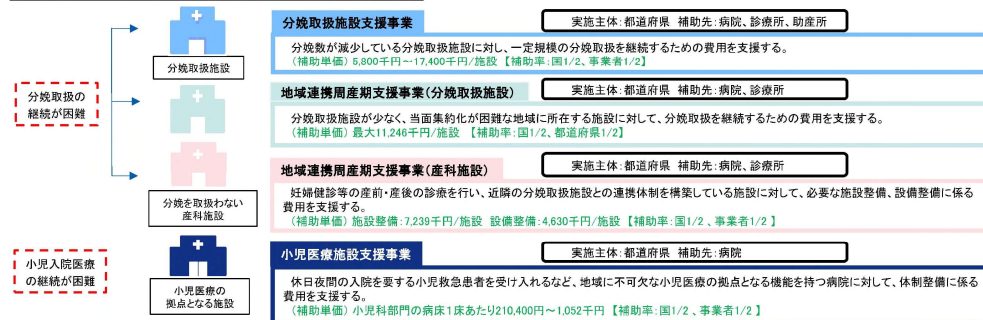 分娩取扱施設支援事業
実施主体:都道府県 補助先:病院、診療所、助産所
分娩数が減少している分娩取扱施設に対し、一定規模の分娩取扱を継続するための費用を支援する。
(補助単価) 5,800千円~17,400千円/施設 【補助率:国1/2、事業者1/2】
分娩取扱施設
分娩取扱の
継続が困難
地域連携周産期支援事業(分娩取扱施設)
実施主体:都道府県 補助先:病院、診療所
分娩取扱施設が少なく、当面集約化が困難な地域に所在する施設に対して、分娩取扱を継続するための費用を支援する。
(補助単価) 最大11,246千円/施設 【補助率:国1/2、都道府県1/2】
地域連携周産期支援事業(産科施設)
実施主体:都道府県 補助先:病院、診療所
妊婦健診等の産前・産後の診療を行い、近隣の分娩取扱施設との連携体制を構築している施設に対して、必要な施設整備、設備整備に係る
費用を支援する。
(補助単価) 施設整備:7,239千円/施設 設備整備:4,630千円/施設 【補助率:国1/2 、事業者1/2 】
分娩を取扱わない
産科施設
小児入院医療
の継続が困難
小児医療施設支援事業
実施主体:都道府県 補助先:病院
休日夜間の入院を要する小児救急患者を受け入れるなど、地域に不可欠な小児医療の拠点となる機能を持つ病院に対して、体制整備に係る
費用を支援する。
(補助単価) 小児科部門の病床1床あたり210,400円~1,052千円 【補助率:国1/2 、事業者1/2 】
小児医療の
拠点となる施設